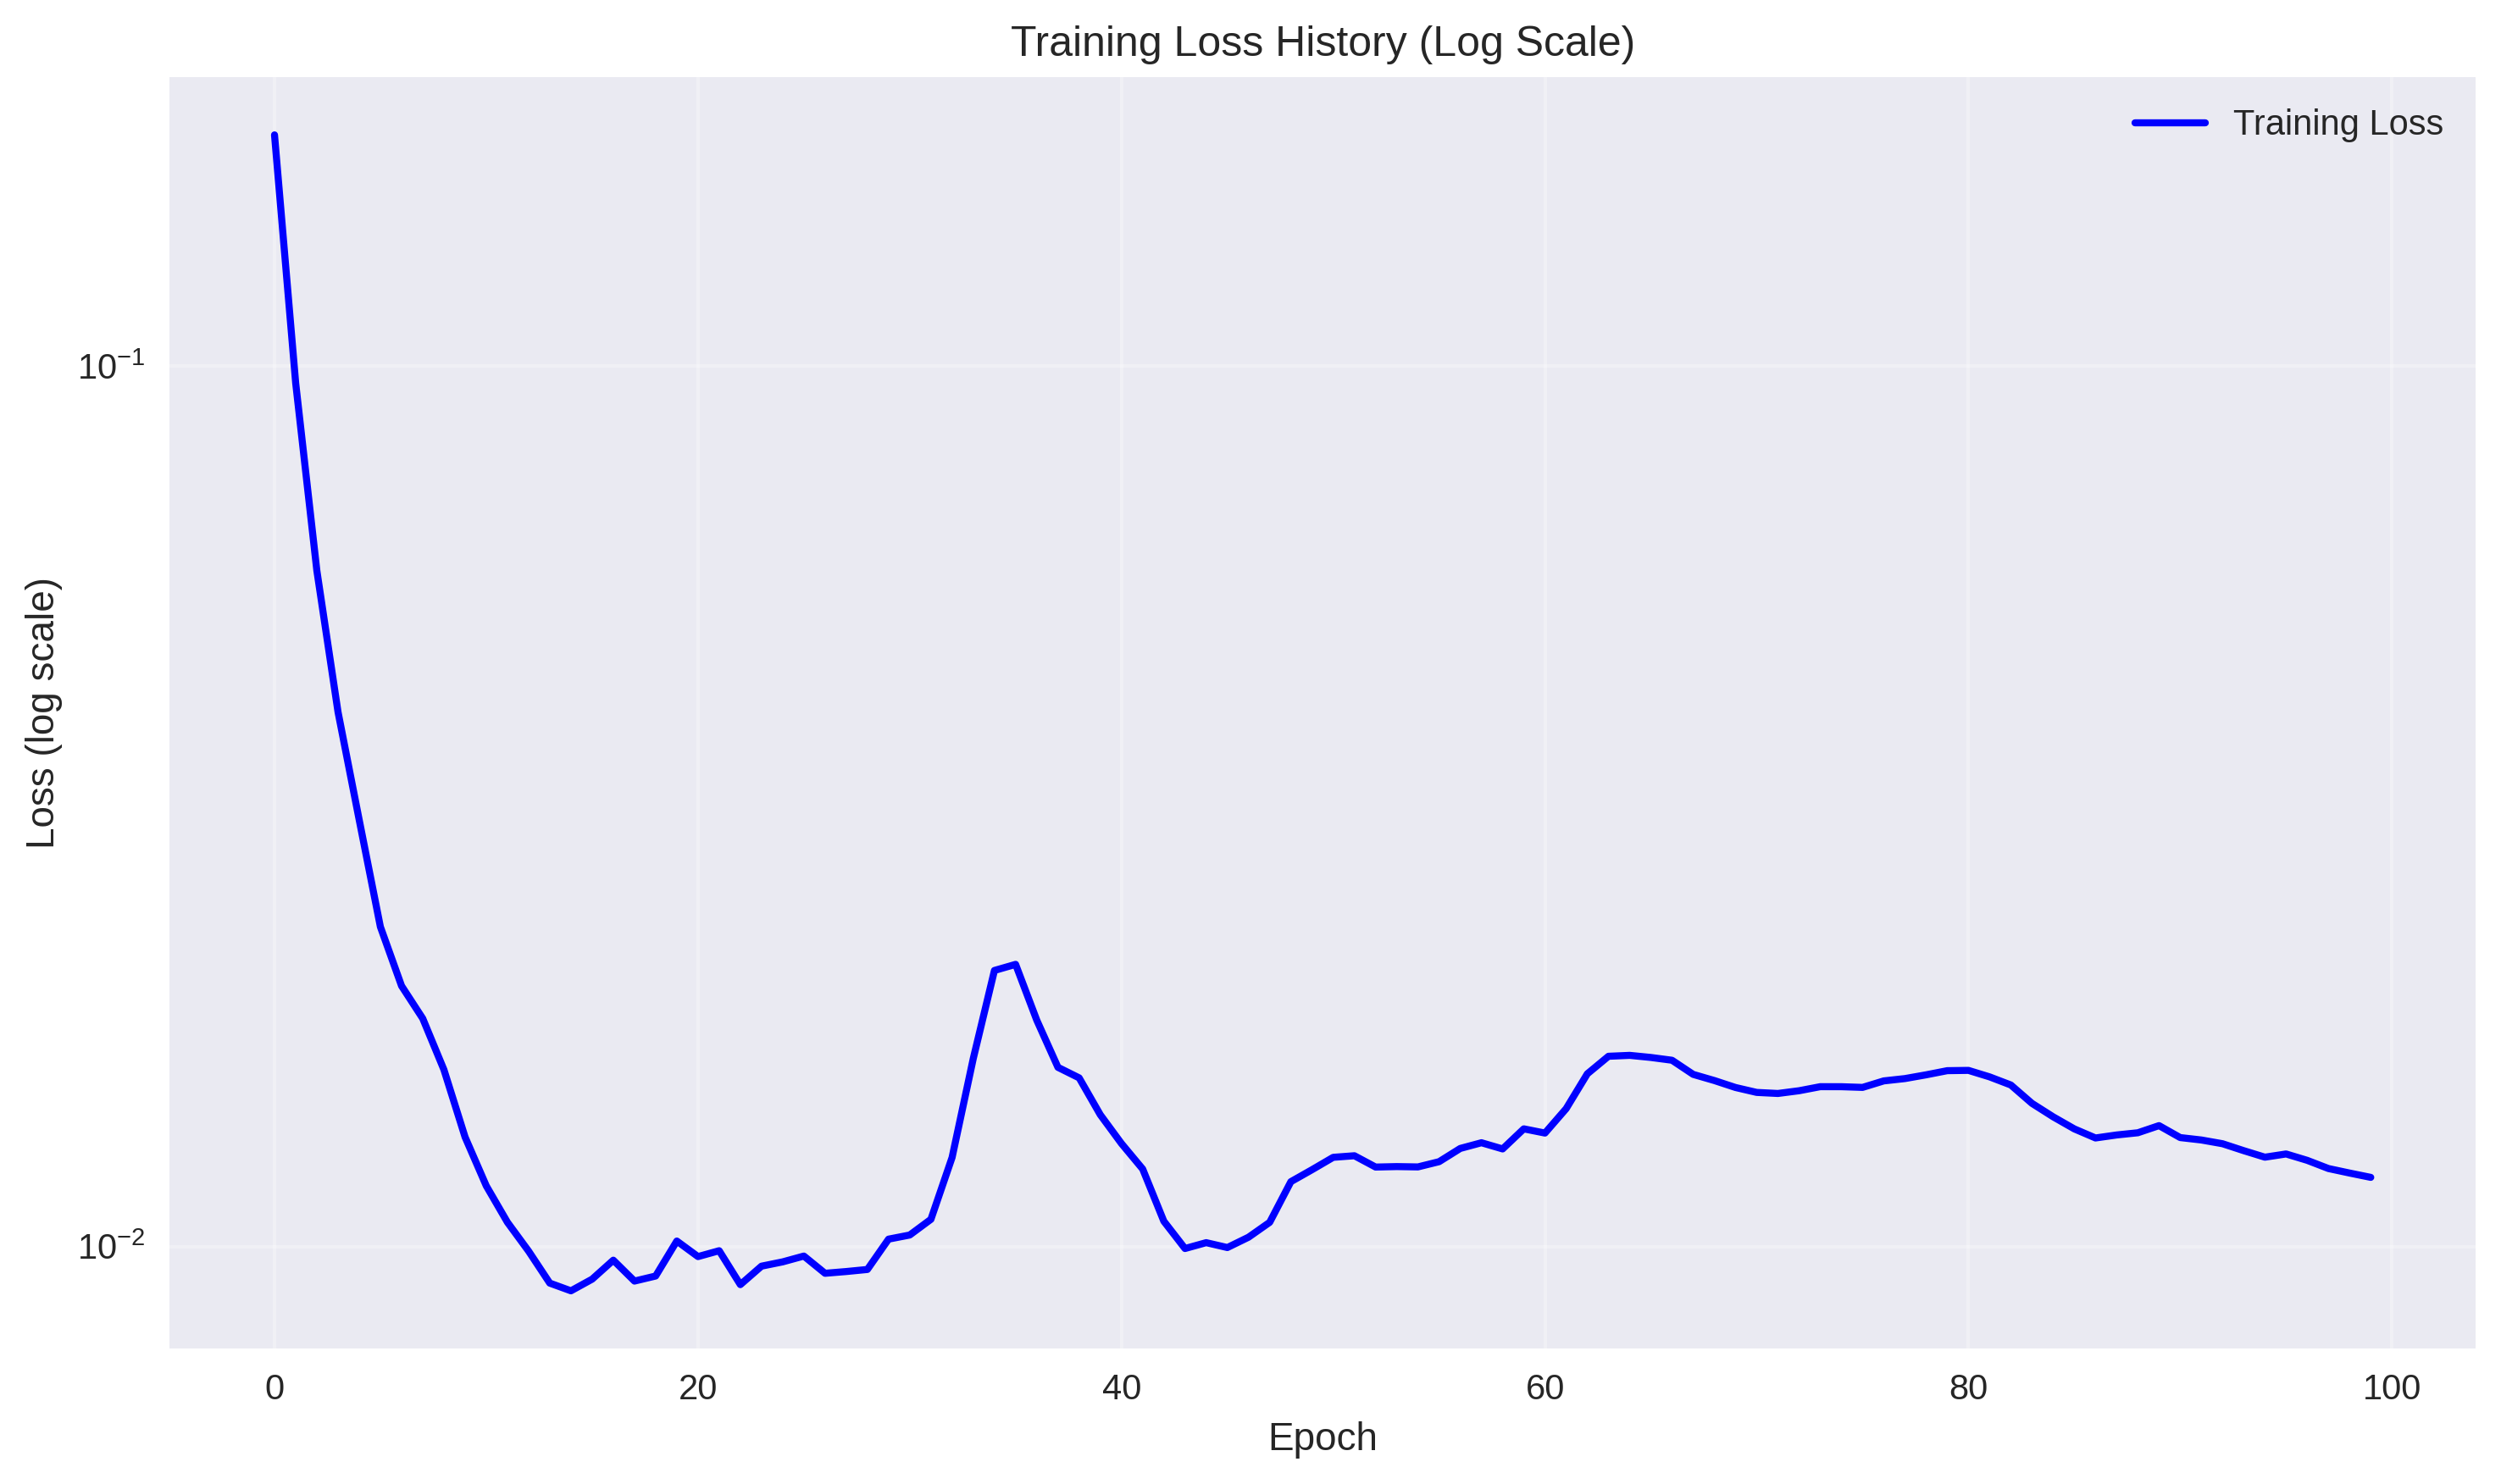 Training Loss History (Log Scale)
Training Loss
10⁻¹
Loss (log scale)
10⁻²
0 20 40 60 80 100
Epoch